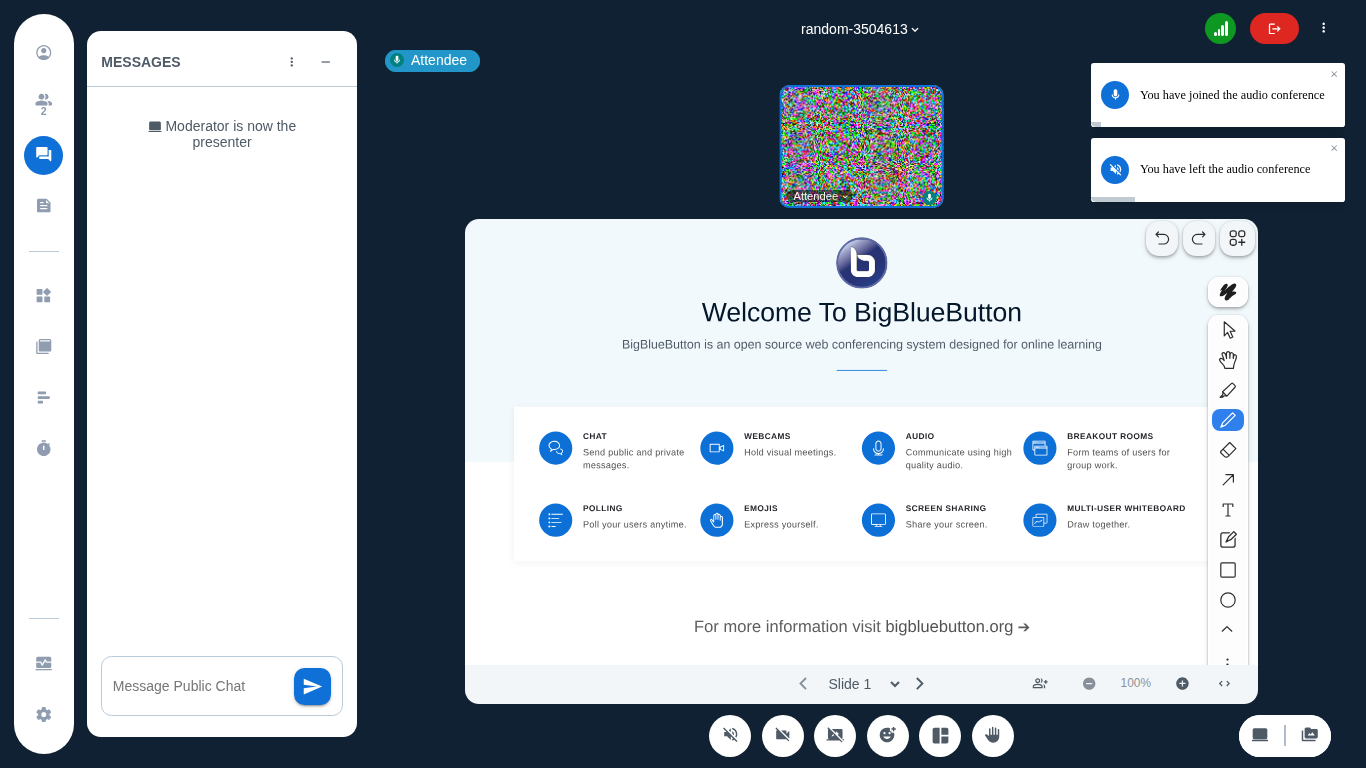 random-3504613
Attendee
MESSAGES
2
Moderator is now the
presenter
You have joined the audio conference
You have left the audio conference
Attendee
Welcome To BigBlueButton
BigBlueButton is an open source web conferencing system designed for online learning
CHAT
Send public and private
messages.
WEBCAMS
Hold visual meetings.
AUDIO
Communicate using high
quality audio.
BREAKOUT ROOMS
Form teams of users for
group work.
POLLING
Poll your users anytime.
EMOJIS
Express yourself.
SCREEN SHARING
Share your screen.
MULTI-USER WHITEBOARD
Draw together.
For more information visit bigbluebutton.org →
Message Public Chat
Slide 1
100%